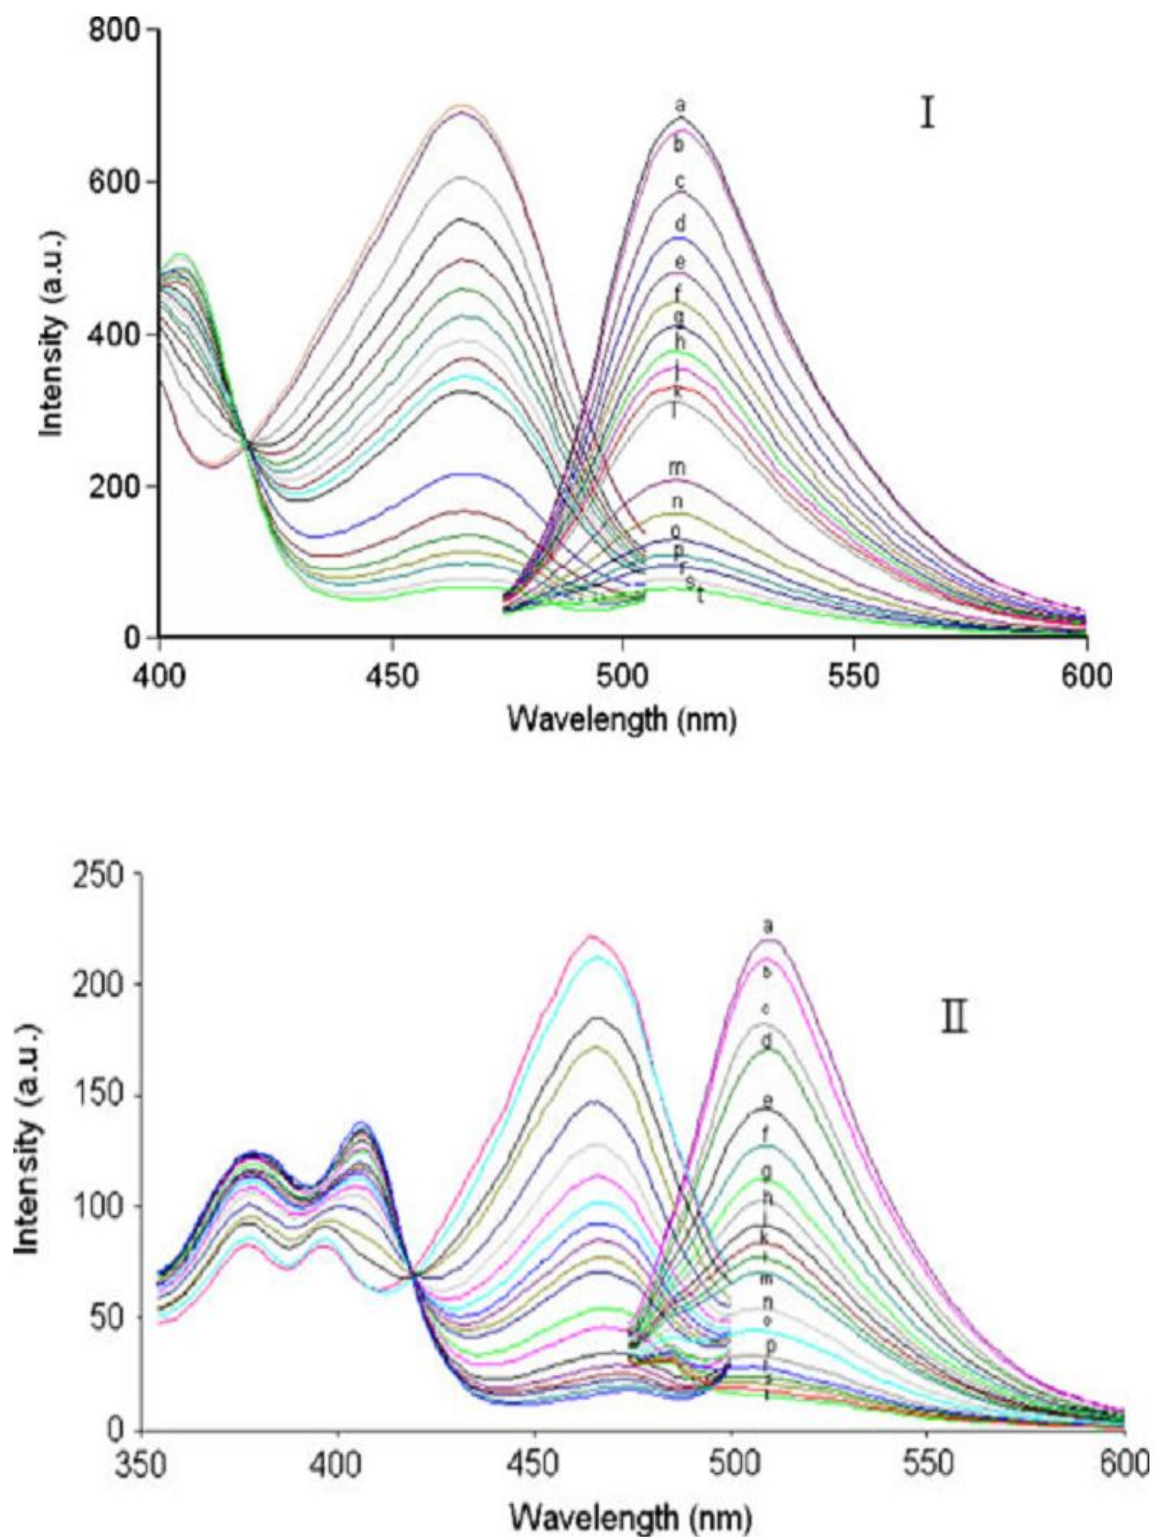 800
I
a
b
c
600
d
e
f
g
h
400
j
k
l
m
200
n
o
p
r
s
t
0
400 450 500 550 600
Intensity (a.u.)
Wavelength (nm)
250
a
II
b
200
c
d
150
e
f
g
h
100
j
k
l
m
n
50
o
p
r
s
t
0
350 400 450 500 550 600
Intensity (a.u.)
Wavelength (nm)